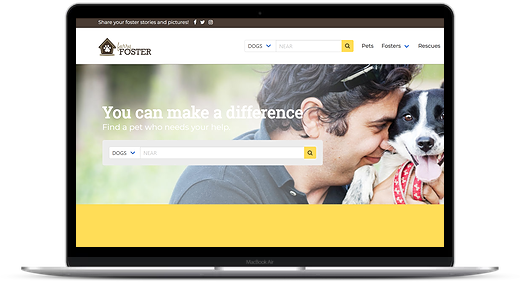 Share your foster stories and pictures!
furry
FOSTER
DOGS NEAR Pets Fosters Rescues
You can make a difference
Find a pet who needs your help.
DOGS NEAR
MacBook Air